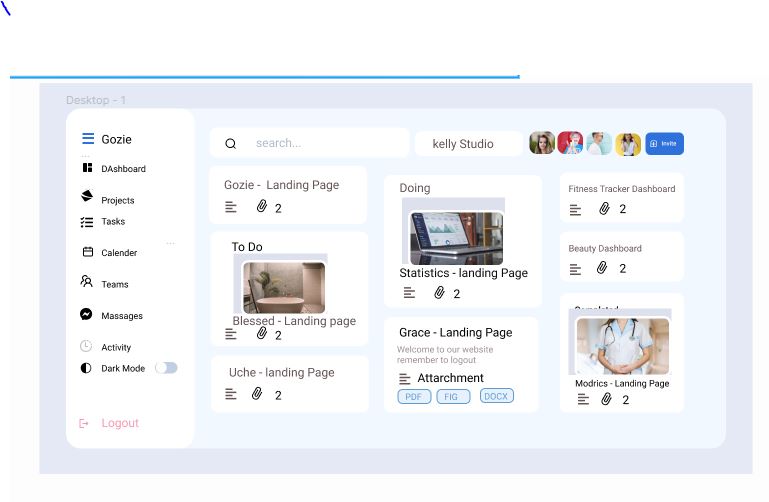 Desktop - 1
Gozie
DAshboard
Projects
Tasks
Calender
Teams
Massages
Activity
Dark Mode
Logout
search...
kelly Studio
Invite
Gozie - Landing Page
2
To Do
Blessed - Landing page
2
Uche - landing Page
2
Doing
Statistics - landing Page
2
Grace - Landing Page
Welcome to our website
remember to logout
Attarchment
PDF FIG DOCX
Fitness Tracker Dashboard
2
Beauty Dashboard
2
Completed
Modrics - Landing Page
2